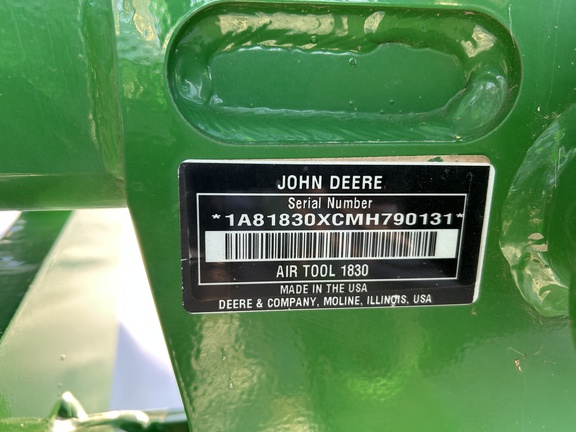 JOHN DEERE
Serial Number
*1A81830XCMH790131*
AIR TOOL 1830
MADE IN THE USA
DEERE & COMPANY, MOLINE, ILLINOIS, USA